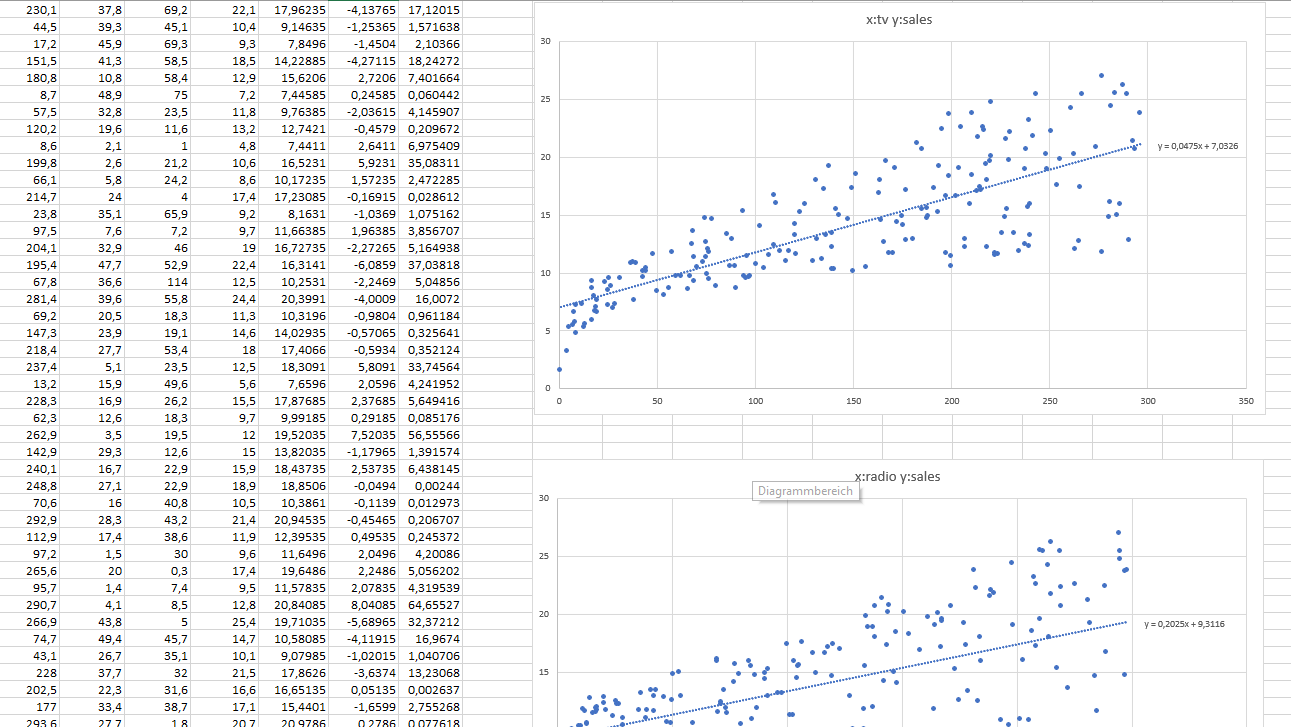 230,1 37,8 69,2 22,1 17,96235 -4,13765 17,12015
44,5 39,3 45,1 10,4 9,14635 -1,25365 1,571638
17,2 45,9 69,3 9,3 7,8496 -1,4504 2,10366
151,5 41,3 58,5 18,5 14,22885 -4,27115 18,24272
180,8 10,8 58,4 12,9 15,6206 2,7206 7,401664
8,7 48,9 75 7,2 7,44585 0,24585 0,060442
57,5 32,8 23,5 11,8 9,76385 -2,03615 4,145907
120,2 19,6 11,6 13,2 12,7421 -0,4579 0,209672
8,6 2,1 1 4,8 7,4411 2,6411 6,975409
199,8 2,6 21,2 10,6 16,5231 5,9231 35,08311
66,1 5,8 24,2 8,6 10,17235 1,57235 2,472285
214,7 24 4 17,4 17,23085 -0,16915 0,028612
23,8 35,1 65,9 9,2 8,1631 -1,0369 1,075162
97,5 7,6 7,2 9,7 11,66385 1,96385 3,856707
204,1 32,9 46 19 16,72735 -2,27265 5,164938
195,4 47,7 52,9 22,4 16,3141 -6,0859 37,03818
67,8 36,6 114 12,5 10,2531 -2,2469 5,04856
281,4 39,6 55,8 24,4 20,3991 -4,0009 16,0072
69,2 20,5 18,3 11,3 10,3196 -0,9804 0,961184
147,3 23,9 19,1 14,6 14,02935 -0,57065 0,325641
218,4 27,7 53,4 18 17,4066 -0,5934 0,352124
237,4 5,1 23,5 12,5 18,3091 5,8091 33,74564
13,2 15,9 49,6 5,6 7,6596 2,0596 4,241952
228,3 16,9 26,2 15,5 17,87685 2,37685 5,649416
62,3 12,6 18,3 9,7 9,99185 0,29185 0,085176
262,9 3,5 19,5 12 19,52035 7,52035 56,55566
142,9 29,3 12,6 15 13,82035 -1,17965 1,391574
240,1 16,7 22,9 15,9 18,43735 2,53735 6,438145
248,8 27,1 22,9 18,9 18,8506 -0,0494 0,00244
70,6 16 40,8 10,5 10,3861 -0,1139 0,012973
292,9 28,3 43,2 21,4 20,94535 -0,45465 0,206707
112,9 17,4 38,6 11,9 12,39535 0,49535 0,245372
97,2 1,5 30 9,6 11,6496 2,0496 4,20086
265,6 20 0,3 17,4 19,6486 2,2486 5,056202
95,7 1,4 7,4 9,5 11,57835 2,07835 4,319539
290,7 4,1 8,5 12,8 20,84085 8,04085 64,65527
266,9 43,8 5 25,4 19,71035 -5,68965 32,37212
74,7 49,4 45,7 14,7 10,58085 -4,11915 16,9674
43,1 26,7 35,1 10,1 9,07985 -1,02015 1,040706
228 37,7 32 21,5 17,8626 -3,6374 13,23068
202,5 22,3 31,6 16,6 16,65135 0,05135 0,002637
177 33,4 38,7 17,1 15,4401 -1,6599 2,755268
293,6 27,7 1,8 20,7 20,9786 0,2786 0,077618
x:tv y:sales
30
25
20
15
10
5
0
0 50 100 150 200 250 300 350
y = 0,0475x + 7,0326
x:radio y:sales
Diagrammbereich
30
25
20
15
y = 0,2025x + 9,3116